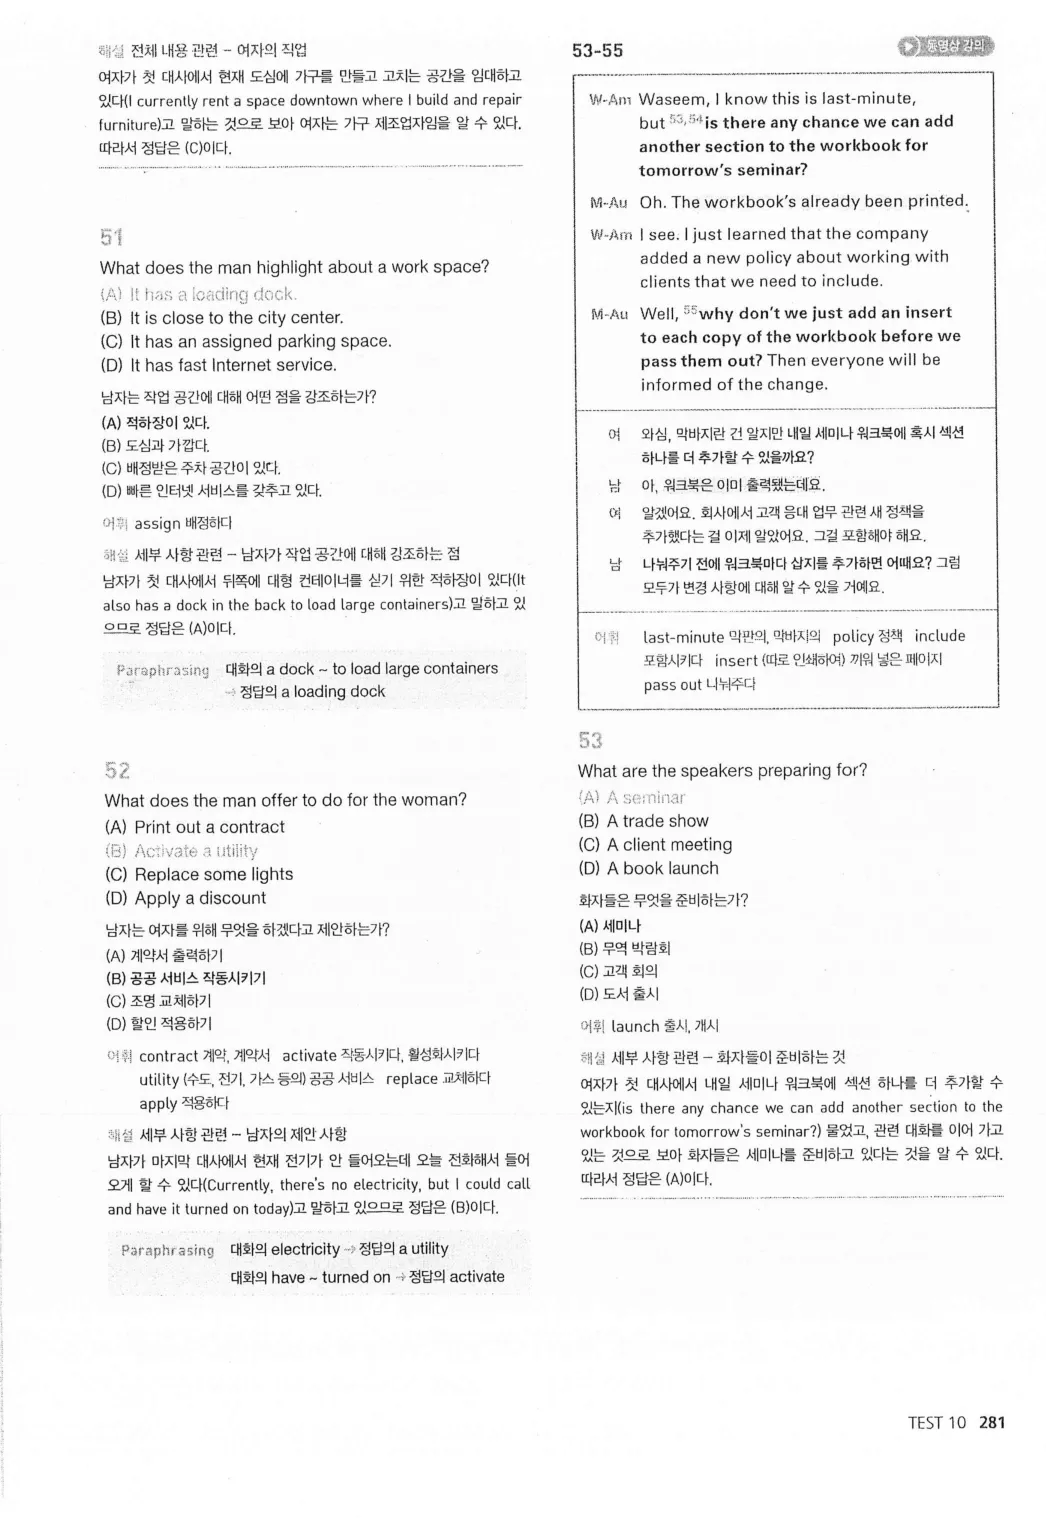 해설 전체 내용 관련 – 여자의 직업
여자가 첫 대사에서 현재 도심에 가구를 만들고 고치는 공간을 임대하고
있다(I currently rent a space downtown where I build and repair
furniture)고 말하는 것으로 보아 여자는 가구 제조업자임을 알 수 있다.
따라서 정답은 (C)이다.
51
What does the man highlight about a work space?
(A) It has a loading dock.
(B) It is close to the city center.
(C) It has an assigned parking space.
(D) It has fast Internet service.
남자는 작업 공간에 대해 어떤 점을 강조하는가?
(A) 적하장이 있다.
(B) 도심과 가깝다.
(C) 배정받은 주차 공간이 있다.
(D) 빠른 인터넷 서비스를 갖추고 있다.
어휘 assign 배정하다
해설 세부 사항 관련 – 남자가 작업 공간에 대해 강조하는 점
남자가 첫 대사에서 뒤쪽에 대형 컨테이너를 싣기 위한 적하장이 있다(It
also has a dock in the back to load large containers)고 말하고 있
으므로 정답은 (A)이다.
Paraphrasing 대화의 a dock ~ to load large containers
→ 정답의 a loading dock
52
What does the man offer to do for the woman?
(A) Print out a contract
(B) Activate a utility
(C) Replace some lights
(D) Apply a discount
남자는 여자를 위해 무엇을 하겠다고 제안하는가?
(A) 계약서 출력하기
(B) 공공 서비스 작동시키기
(C) 조명 교체하기
(D) 할인 적용하기
어휘 contract 계약, 계약서 activate 작동시키다, 활성화시키다
utility (수도, 전기, 가스 등의) 공공 서비스 replace 교체하다
apply 적용하다
해설 세부 사항 관련 – 남자의 제안 사항
남자가 마지막 대사에서 현재 전기가 안 들어오는데 오늘 전화해서 들어
오게 할 수 있다(Currently, there's no electricity, but I could call
and have it turned on today)고 말하고 있으므로 정답은 (B)이다.
Paraphrasing 대화의 electricity → 정답의 a utility
대화의 have ~ turned on → 정답의 activate
53-55
동영상 강의
W-Am Waseem, I know this is last-minute,
but 53,54is there any chance we can add
another section to the workbook for
tomorrow's seminar?
M-Au Oh. The workbook's already been printed.
W-Am I see. I just learned that the company
added a new policy about working with
clients that we need to include.
M-Au Well, 55why don't we just add an insert
to each copy of the workbook before we
pass them out? Then everyone will be
informed of the change.
여 와심, 막바지란 건 알지만 내일 세미나 워크북에 혹시 섹션
하나를 더 추가할 수 있을까요?
남 아, 워크북은 이미 출력됐는데요.
여 알겠어요. 회사에서 고객 응대 업무 관련 새 정책을
추가했다는 걸 이제 알았어요. 그걸 포함해야 해요.
남 나눠주기 전에 워크북마다 삽지를 추가하면 어때요? 그럼
모두가 변경 사항에 대해 알 수 있을 거예요.
어휘 last-minute 막판의, 막바지의 policy 정책 include
포함시키다 insert (따로 인쇄하여) 끼워 넣은 페이지
pass out 나눠주다
53
What are the speakers preparing for?
(A) A seminar
(B) A trade show
(C) A client meeting
(D) A book launch
화자들은 무엇을 준비하는가?
(A) 세미나
(B) 무역 박람회
(C) 고객 회의
(D) 도서 출시
어휘 launch 출시, 개시
해설 세부 사항 관련 – 화자들이 준비하는 것
여자가 첫 대사에서 내일 세미나 워크북에 섹션 하나를 더 추가할 수
있는지(is there any chance we can add another section to the
workbook for tomorrow's seminar?) 물었고, 관련 대화를 이어 가고
있는 것으로 보아 화자들은 세미나를 준비하고 있다는 것을 알 수 있다.
따라서 정답은 (A)이다.
TEST 10 281